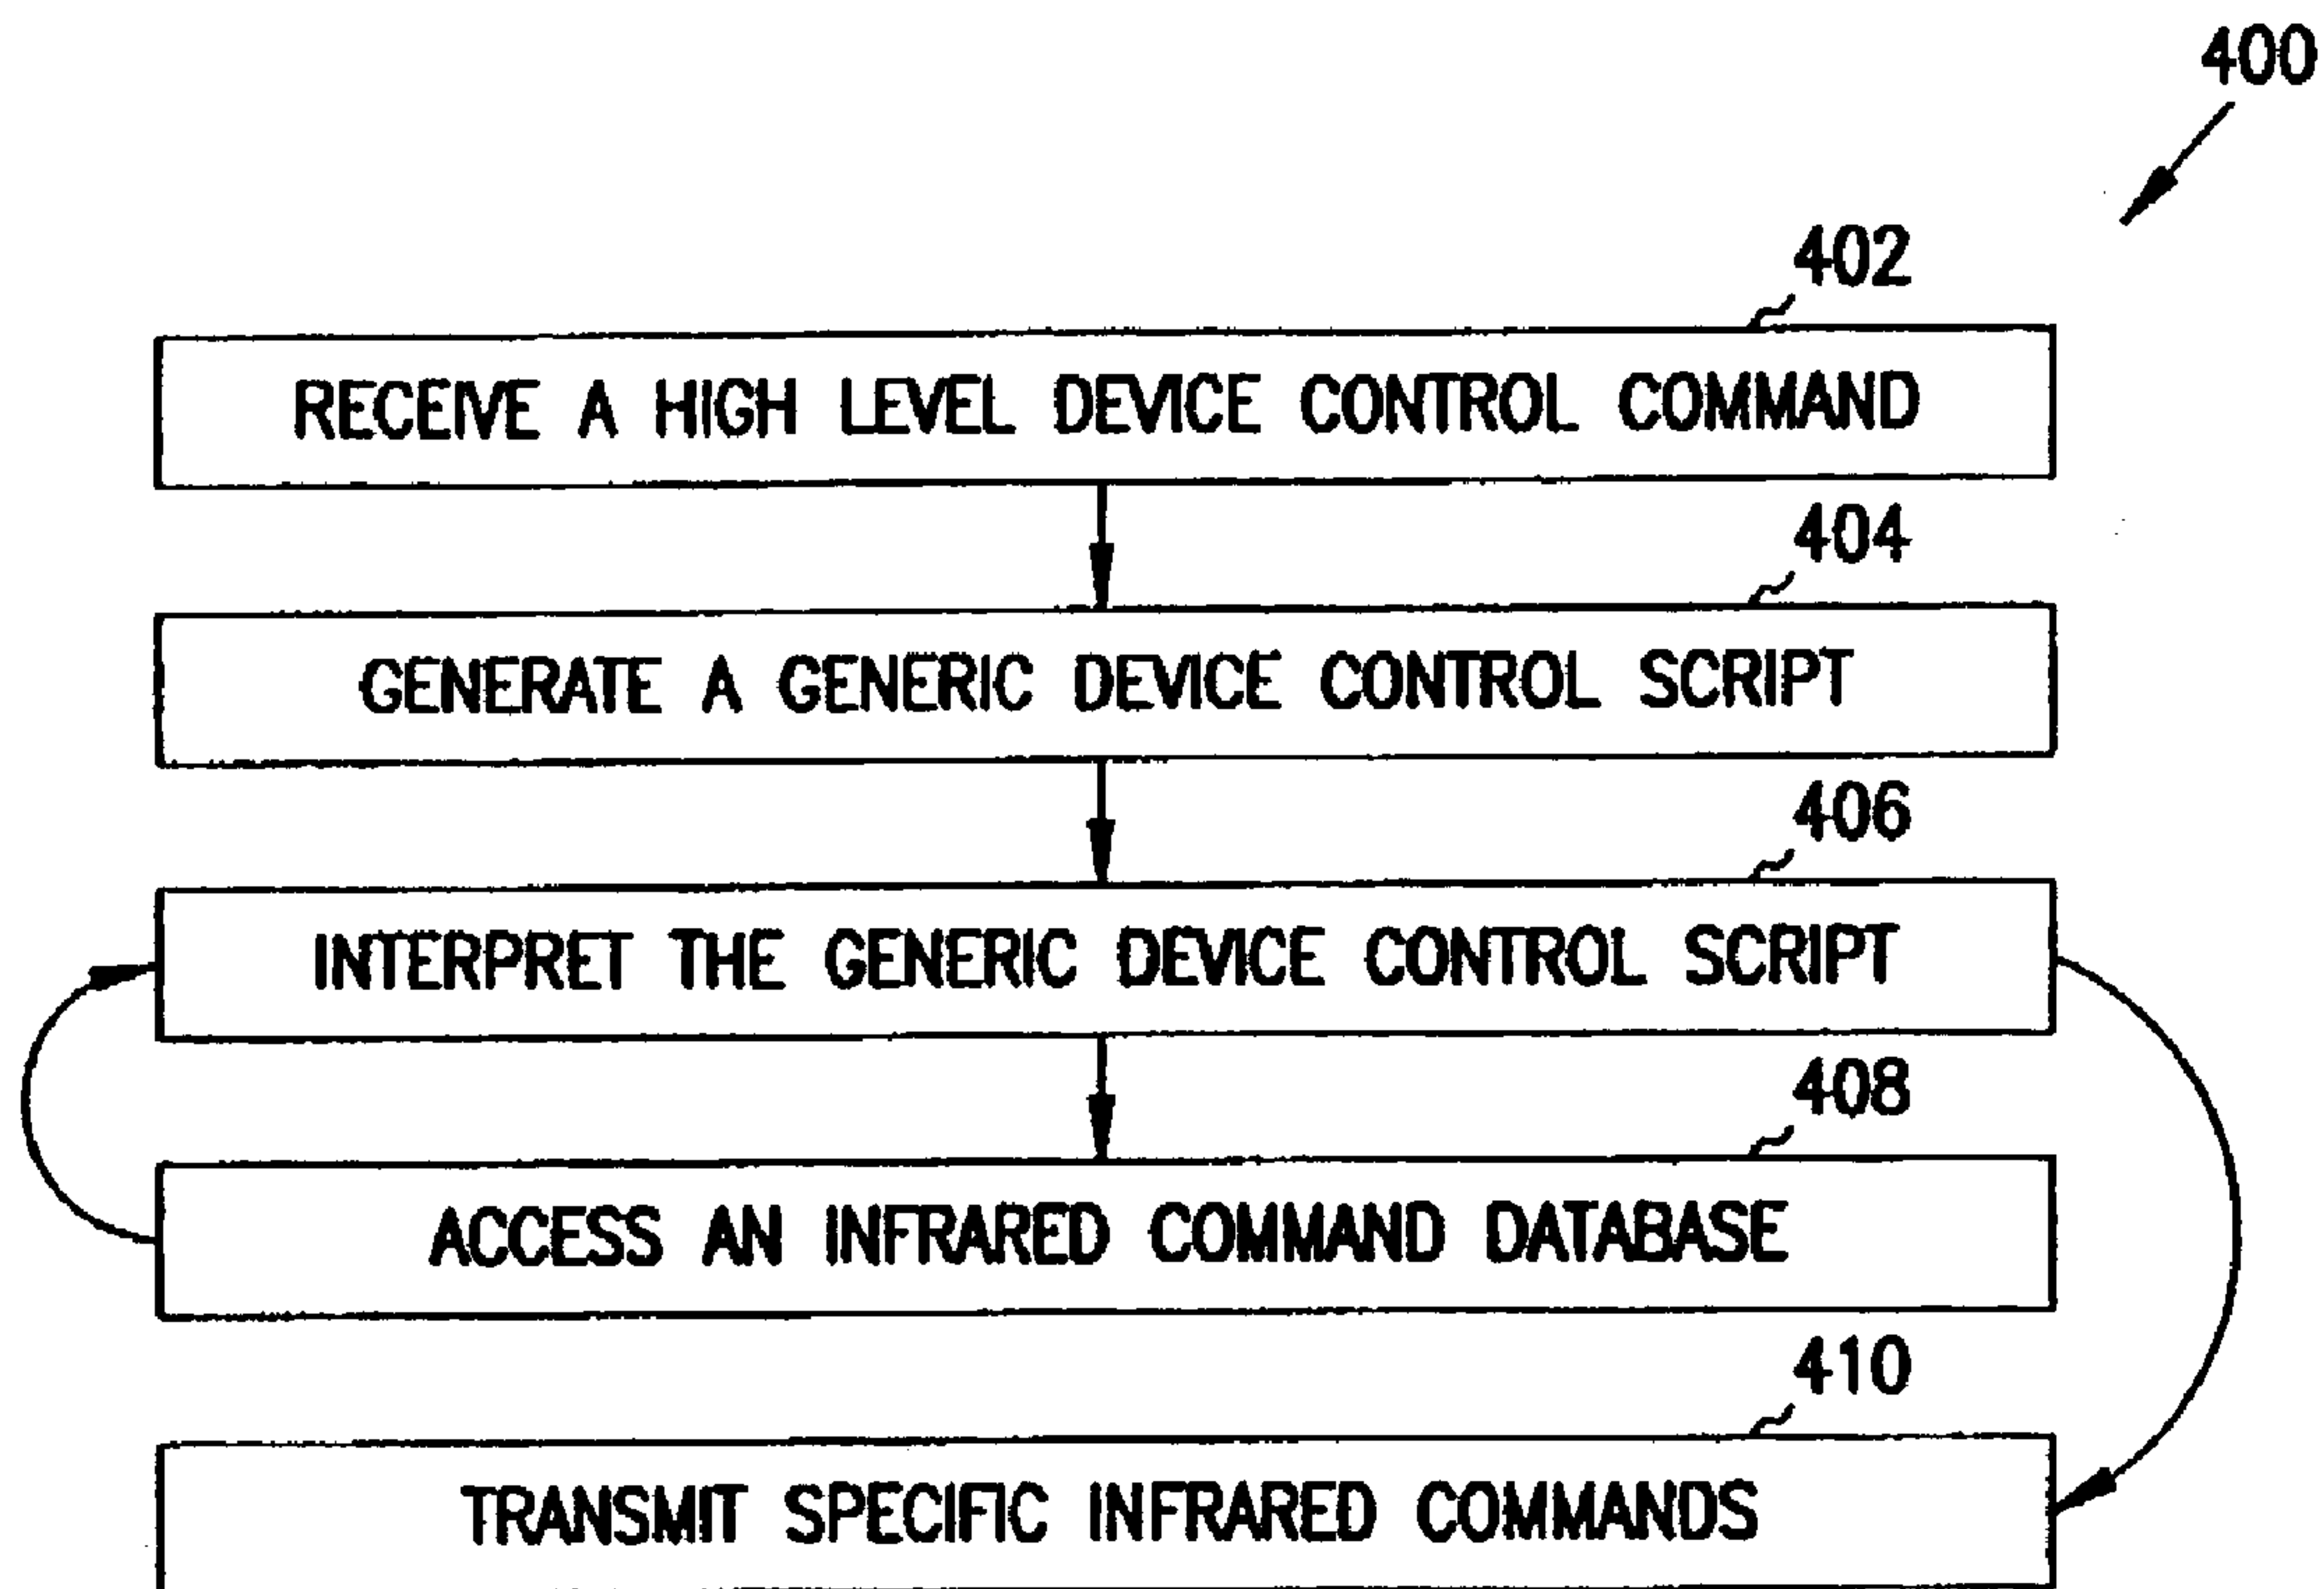 400
402
RECEIVE A HIGH LEVEL DEVICE CONTROL COMMAND
404
GENERATE A GENERIC DEVICE CONTROL SCRIPT
406
INTERPRET THE GENERIC DEVICE CONTROL SCRIPT
408
ACCESS AN INFRARED COMMAND DATABASE
410
TRANSMIT SPECIFIC INFRARED COMMANDS